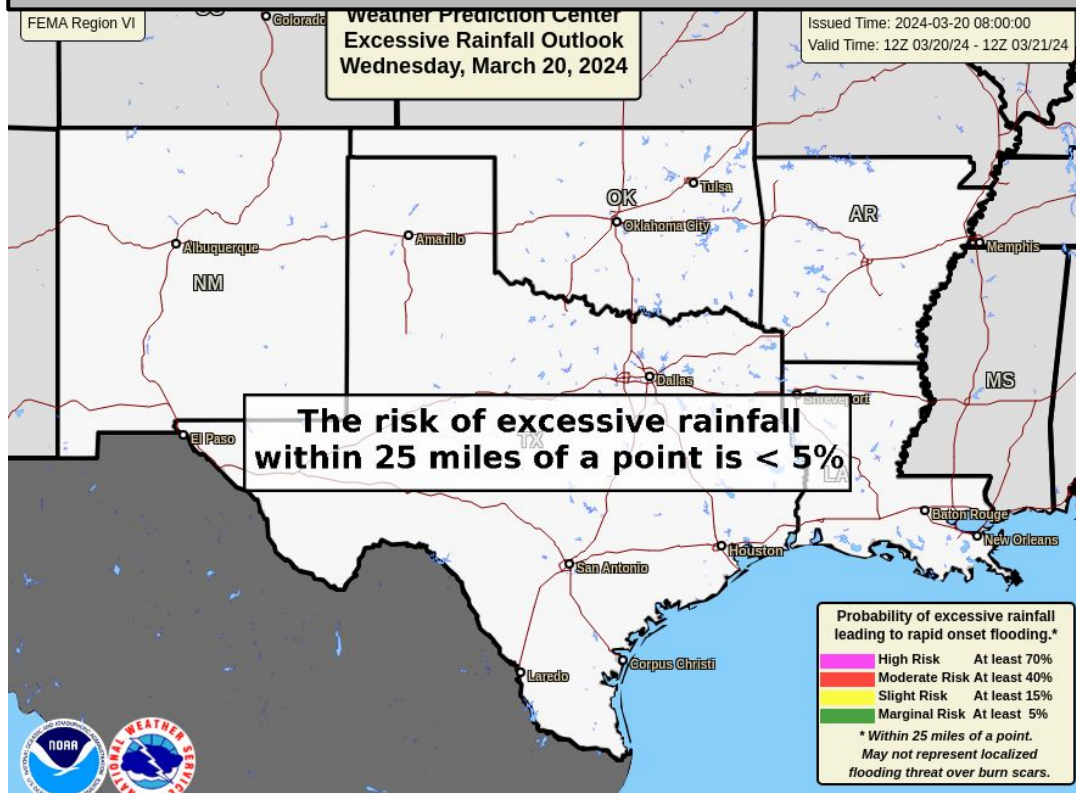 FEMA Region VI
Colorado
Weather Prediction Center
Excessive Rainfall Outlook
Wednesday, March 20, 2024
Issued Time: 2024-03-20 08:00:00
Valid Time: 12Z 03/20/24 - 12Z 03/21/24
Tulsa
OK
Oklahoma City
AR
Amarillo
Albuquerque
Memphis
NM
Dallas
MS
Shreveport
The risk of excessive rainfall
within 25 miles of a point is < 5%
TX
LA
El Paso
Baton Rouge
New Orleans
Houston
San Antonio
Corpus Christi
Laredo
Probability of excessive rainfall
leading to rapid onset flooding.*
High Risk At least 70%
Moderate Risk At least 40%
Slight Risk At least 15%
Marginal Risk At least 5%
* Within 25 miles of a point.
May not represent localized
flooding threat over burn scars.
NOAA
NATIONAL WEATHER SERVICE